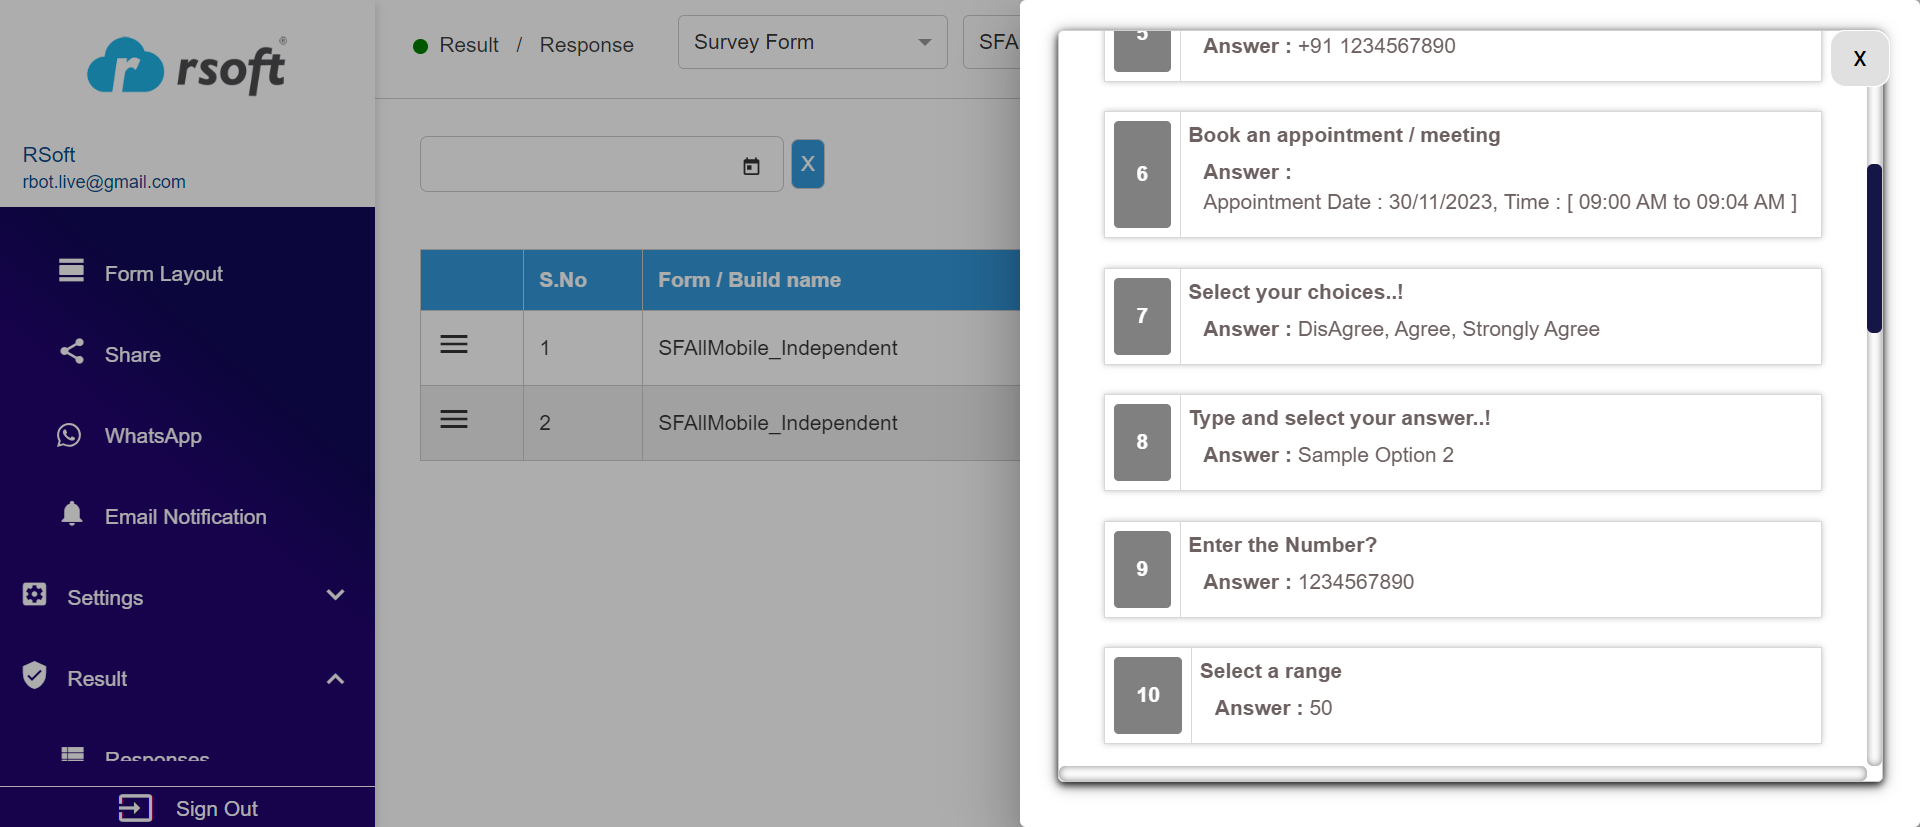 rsoft®
RSoft
rbot.live@gmail.com
Form Layout
Share
WhatsApp
Email Notification
Settings
Result
Responses
Sign Out
Result / Response
Survey Form
SFA
X
S.No Form / Build name
1 SFAllMobile_Independent
2 SFAllMobile_Independent
X
5
Answer : +91 1234567890
6
Book an appointment / meeting
Answer :
Appointment Date : 30/11/2023, Time : [ 09:00 AM to 09:04 AM ]
7
Select your choices..!
Answer : DisAgree, Agree, Strongly Agree
8
Type and select your answer..!
Answer : Sample Option 2
9
Enter the Number?
Answer : 1234567890
10
Select a range
Answer : 50